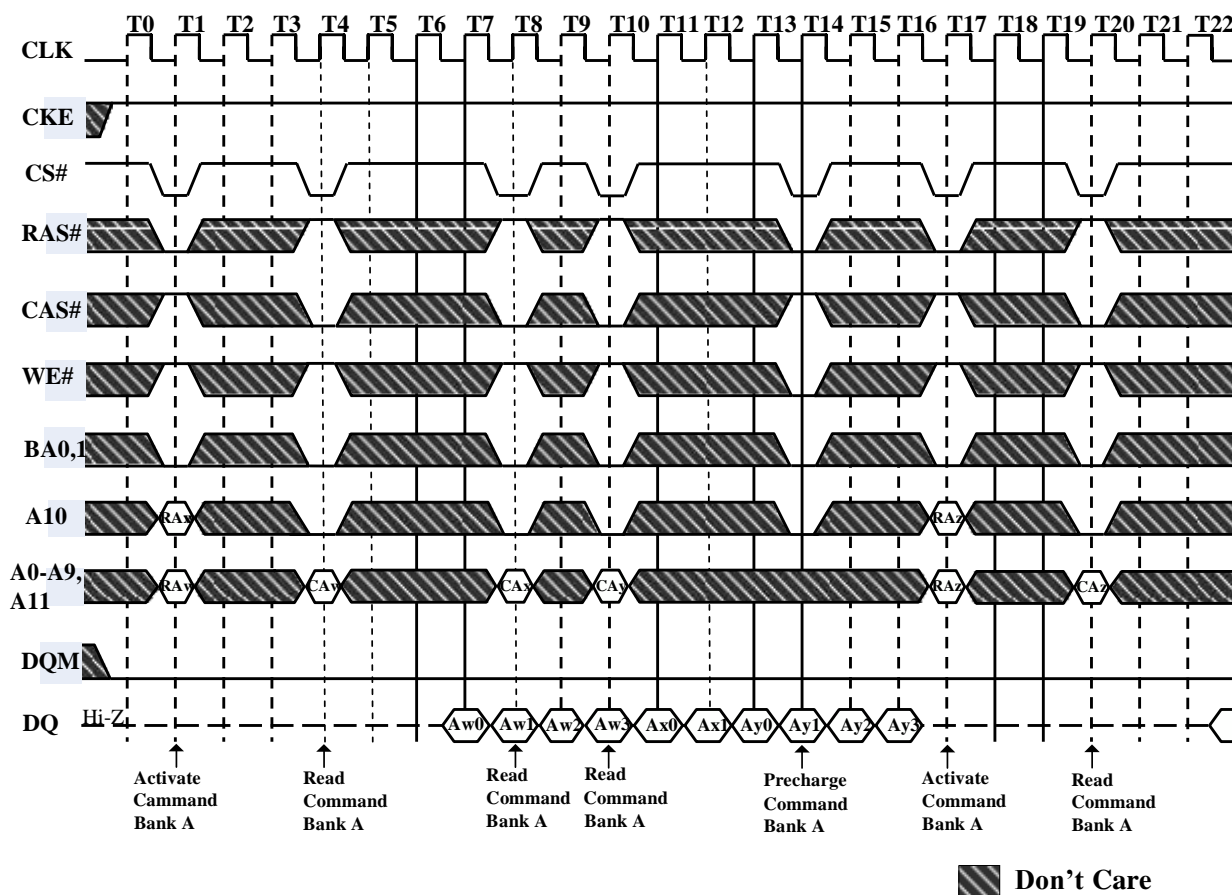 T0 T1 T2 T3 T4 T5 T6 T7 T8 T9 T10 T11 T12 T13 T14 T15 T16 T17 T18 T19 T20 T21 T22
CLK
CKE
CS#
RAS#
CAS#
WE#
BA0,1
A10 RAx RAz
A0-A9,
A11 RAw CAw CAx CAy RAz CAz
DQM
DQ Hi-Z Aw0 Aw1 Aw2 Aw3 Ax0 Ax1 Ay0 Ay1 Ay2 Ay3
Activate
Cammand
Bank A
Read
Command
Bank A
Read
Command
Bank A
Read
Command
Bank A
Precharge
Command
Bank A
Activate
Command
Bank A
Read
Command
Bank A
Don't Care